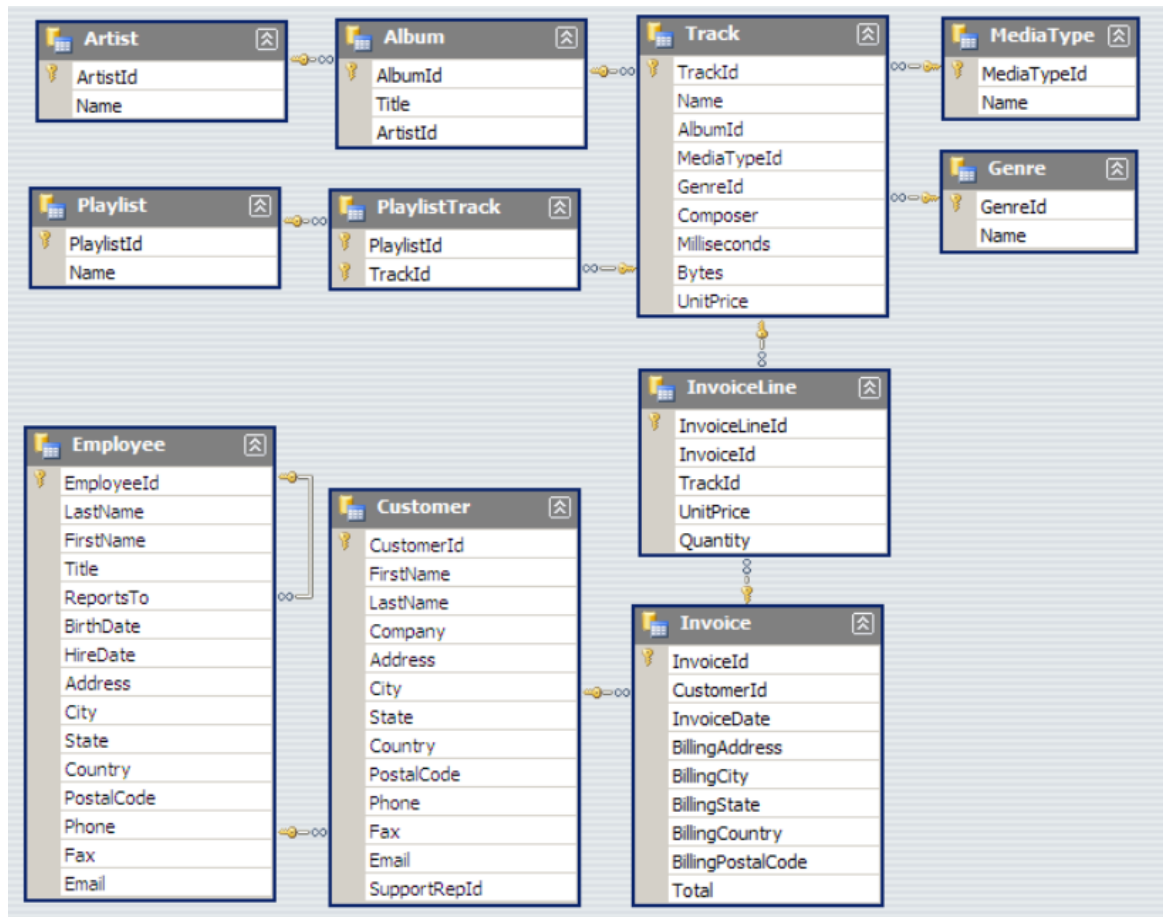 Artist
ArtistId
Name
Album
AlbumId
Title
ArtistId
Track
TrackId
Name
AlbumId
MediaTypeId
GenreId
Composer
Milliseconds
Bytes
UnitPrice
MediaType
MediaTypeId
Name
Genre
GenreId
Name
Playlist
PlaylistId
Name
PlaylistTrack
PlaylistId
TrackId
InvoiceLine
InvoiceLineId
InvoiceId
TrackId
UnitPrice
Quantity
Employee
EmployeeId
LastName
FirstName
Title
ReportsTo
BirthDate
HireDate
Address
City
State
Country
PostalCode
Phone
Fax
Email
Customer
CustomerId
FirstName
LastName
Company
Address
City
State
Country
PostalCode
Phone
Fax
Email
SupportRepId
Invoice
InvoiceId
CustomerId
InvoiceDate
BillingAddress
BillingCity
BillingState
BillingCountry
BillingPostalCode
Total